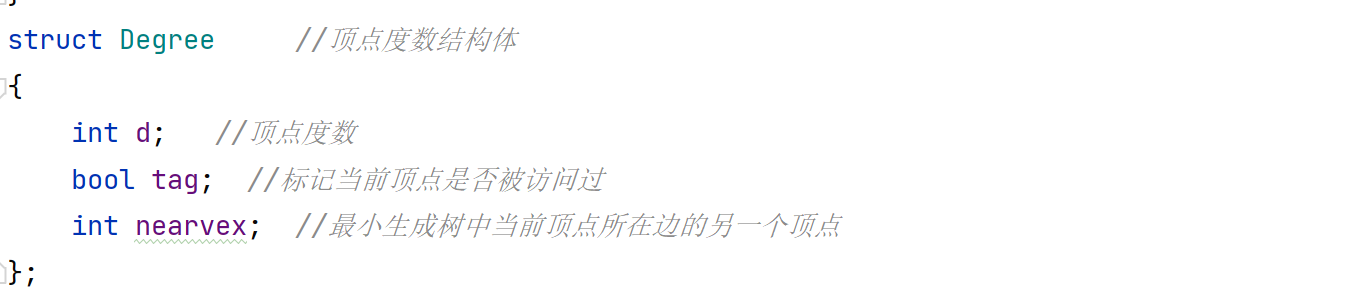 struct Degree //顶点度数结构体
{
int d; //顶点度数
bool tag; //标记当前顶点是否被访问过
int nearvex; //最小生成树中当前顶点所在边的另一个顶点
};